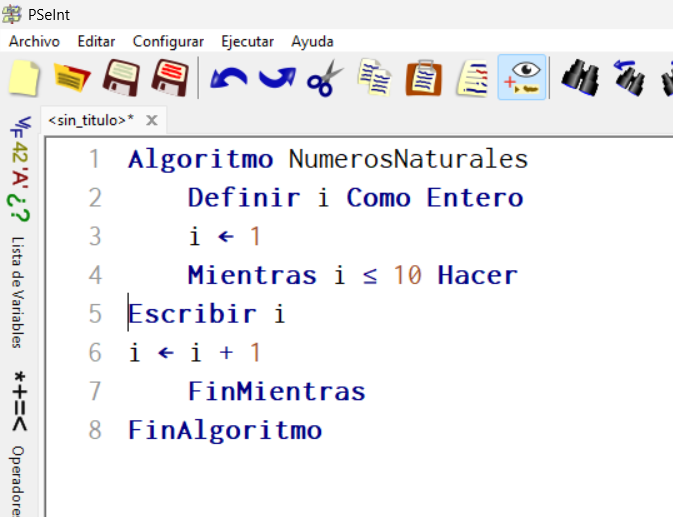 PSeInt
Archivo Editar Configurar Ejecutar Ayuda
<sin_titulo>* ×
1 Algoritmo NumerosNaturales
2     Definir i Como Entero
3     i ← 1
4     Mientras i ≤ 10 Hacer
5 Escribir i
6 i ← i + 1
7     FinMientras
8 FinAlgoritmo
V/F 42 'A' ¿?
Lista de Variables
*+=<
Operadores